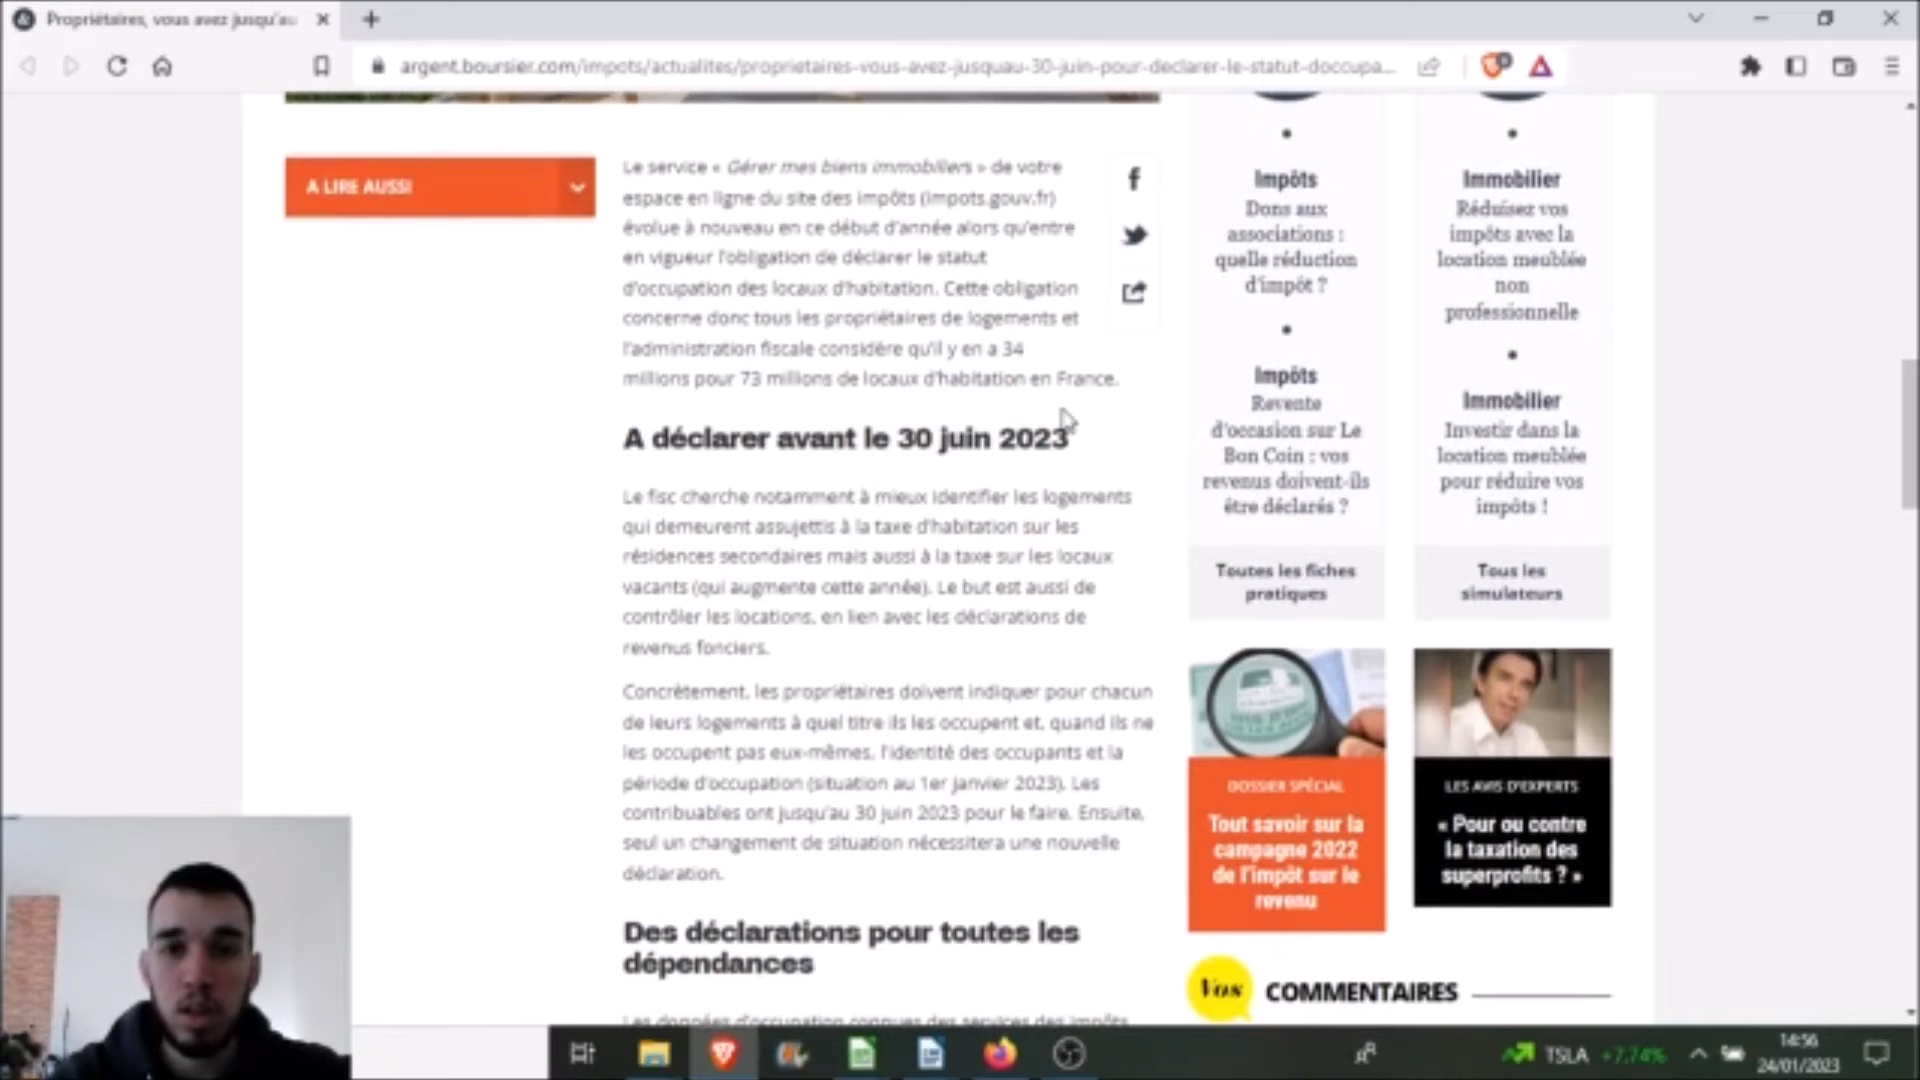 Propriétaires, vous avez jusqu'au
argent.boursier.com/impots/actualites/proprietaires-vous-avez-jusquau-30-juin-pour-declarer-le-statut-doccupa...
A LIRE AUSSI
Le service « Gérer mes biens immobiliers » de votre
espace en ligne du site des impôts (impots.gouv.fr)
évolue à nouveau en ce début d'année alors qu'entre
en vigueur l'obligation de déclarer le statut
d'occupation des locaux d'habitation. Cette obligation
concerne donc tous les propriétaires de logements et
l'administration fiscale considère qu'il y en a 34
millions pour 73 millions de locaux d'habitation en France.
A déclarer avant le 30 juin 2023
Le fisc cherche notamment à mieux identifier les logements
qui demeurent assujettis à la taxe d'habitation sur les
résidences secondaires mais aussi à la taxe sur les locaux
vacants (qui augmente cette année). Le but est aussi de
contrôler les locations, en lien avec les déclarations de
revenus fonciers.
Concrètement, les propriétaires doivent indiquer pour chacun
de leurs logements à quel titre ils les occupent et, quand ils ne
les occupent pas eux-mêmes, l'identité des occupants et la
période d'occupation (situation au 1er janvier 2023). Les
contribuables ont jusqu'au 30 juin 2023 pour le faire. Ensuite,
seul un changement de situation nécessitera une nouvelle
déclaration.
Des déclarations pour toutes les
dépendances
Les données d'occupation connues des services des impôts
Impôts
Dons aux
associations :
quelle réduction
d'impôt ?
Impôts
Revente
d'occasion sur Le
Bon Coin : vos
revenus doivent-ils
être déclarés ?
Toutes les fiches
pratiques
Immobilier
Réduisez vos
impôts avec la
location meublée
non
professionnelle
Immobilier
Investir dans la
location meublée
pour réduire vos
impôts !
Tous les
simulateurs
DOSSIER SPÉCIAL
Tout savoir sur la
campagne 2022
de l'impôt sur le
revenu
LES AVIS D'EXPERTS
« Pour ou contre
la taxation des
superprofits ? »
Vos COMMENTAIRES
TSLA +7,74%
14:56
24/01/2023